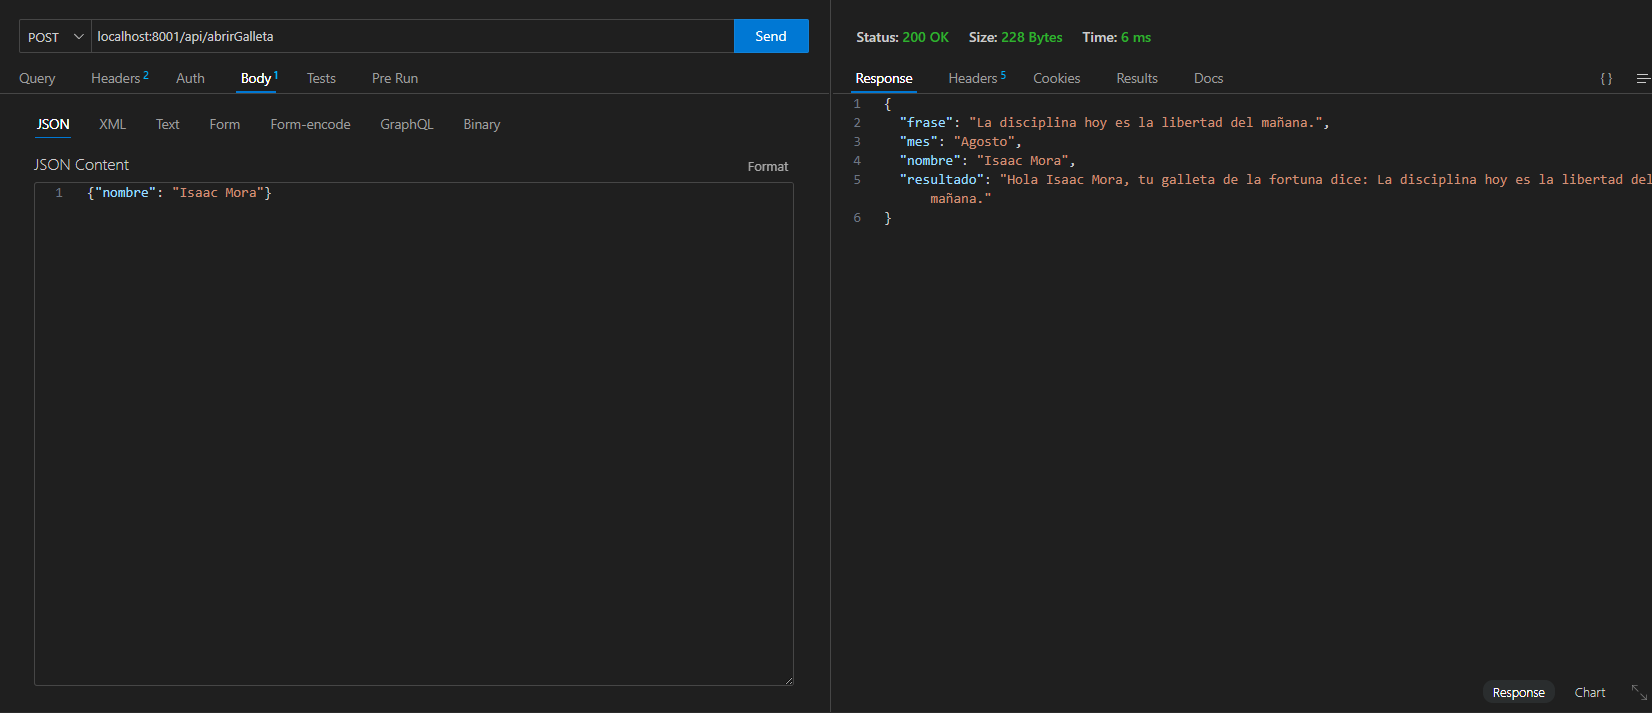 POST localhost:8001/api/abrirGalleta Send
Query Headers 2 Auth Body 1 Tests Pre Run
JSON XML Text Form Form-encode GraphQL Binary
JSON Content Format
1 {"nombre": "Isaac Mora"}
Status: 200 OK Size: 228 Bytes Time: 6 ms
Response Headers 5 Cookies Results Docs {}
1 {
2 "frase": "La disciplina hoy es la libertad del mañana.",
3 "mes": "Agosto",
4 "nombre": "Isaac Mora",
5 "resultado": "Hola Isaac Mora, tu galleta de la fortuna dice: La disciplina hoy es la libertad del
mañana."
6 }
Response Chart